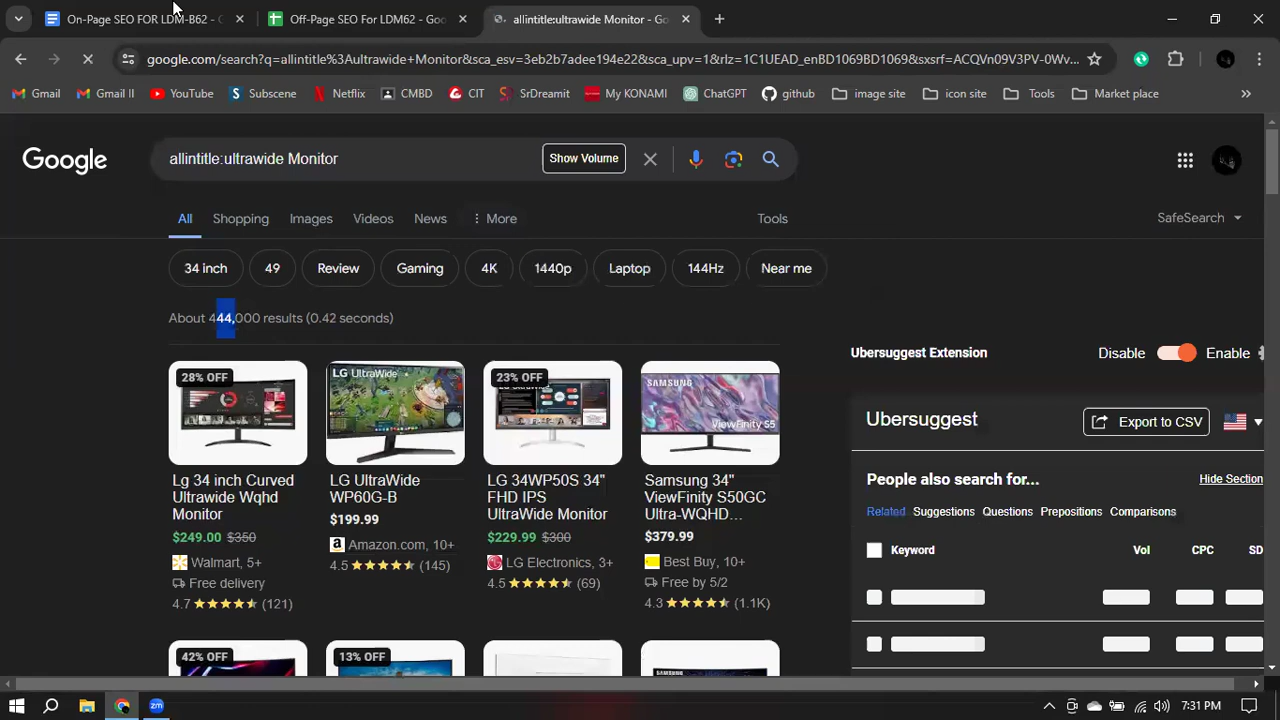 On-Page SEO FOR LDM-B62 - G
Off-Page SEO For LDM62 - Goo
allintitle:ultrawide Monitor - Go
google.com/search?q=allintitle%3Aultrawide+Monitor&sca_esv=3eb2b7adee194e22&sca_upv=1&rlz=1C1UEAD_enBD1069BD1069&sxsrf=ACQVn09V3PV-0Wv...
Gmail
Gmail II
YouTube
Subscene
Netflix
CMBD
CIT
SrDreamit
My KONAMI
ChatGPT
github
image site
icon site
Tools
Market place
Google
allintitle:ultrawide Monitor
Show Volume
All
Shopping
Images
Videos
News
More
Tools
SafeSearch
34 inch
49
Review
Gaming
4K
1440p
Laptop
144Hz
Near me
About 444,000 results (0.42 seconds)
Ubersuggest Extension
Disable
Enable
28% OFF
LG UltraWide
23% OFF
SAMSUNG
ViewFinity S5
Ubersuggest
Export to CSV
People also search for...
Hide Section
Related
Suggestions
Questions
Prepositions
Comparisons
Keyword
Vol
CPC
SD
Lg 34 inch Curved
Ultrawide Wqhd
Monitor
$249.00 $350
Walmart, 5+
Free delivery
4.7 (121)
LG UltraWide
WP60G-B
$199.99
Amazon.com, 10+
4.5 (145)
LG 34WP50S 34"
FHD IPS
UltraWide Monitor
$229.99 $300
LG Electronics, 3+
4.5 (69)
Samsung 34"
ViewFinity S50GC
Ultra-WQHD...
$379.99
Best Buy, 10+
Free by 5/2
4.3 (1.1K)
42% OFF
13% OFF
7:31 PM